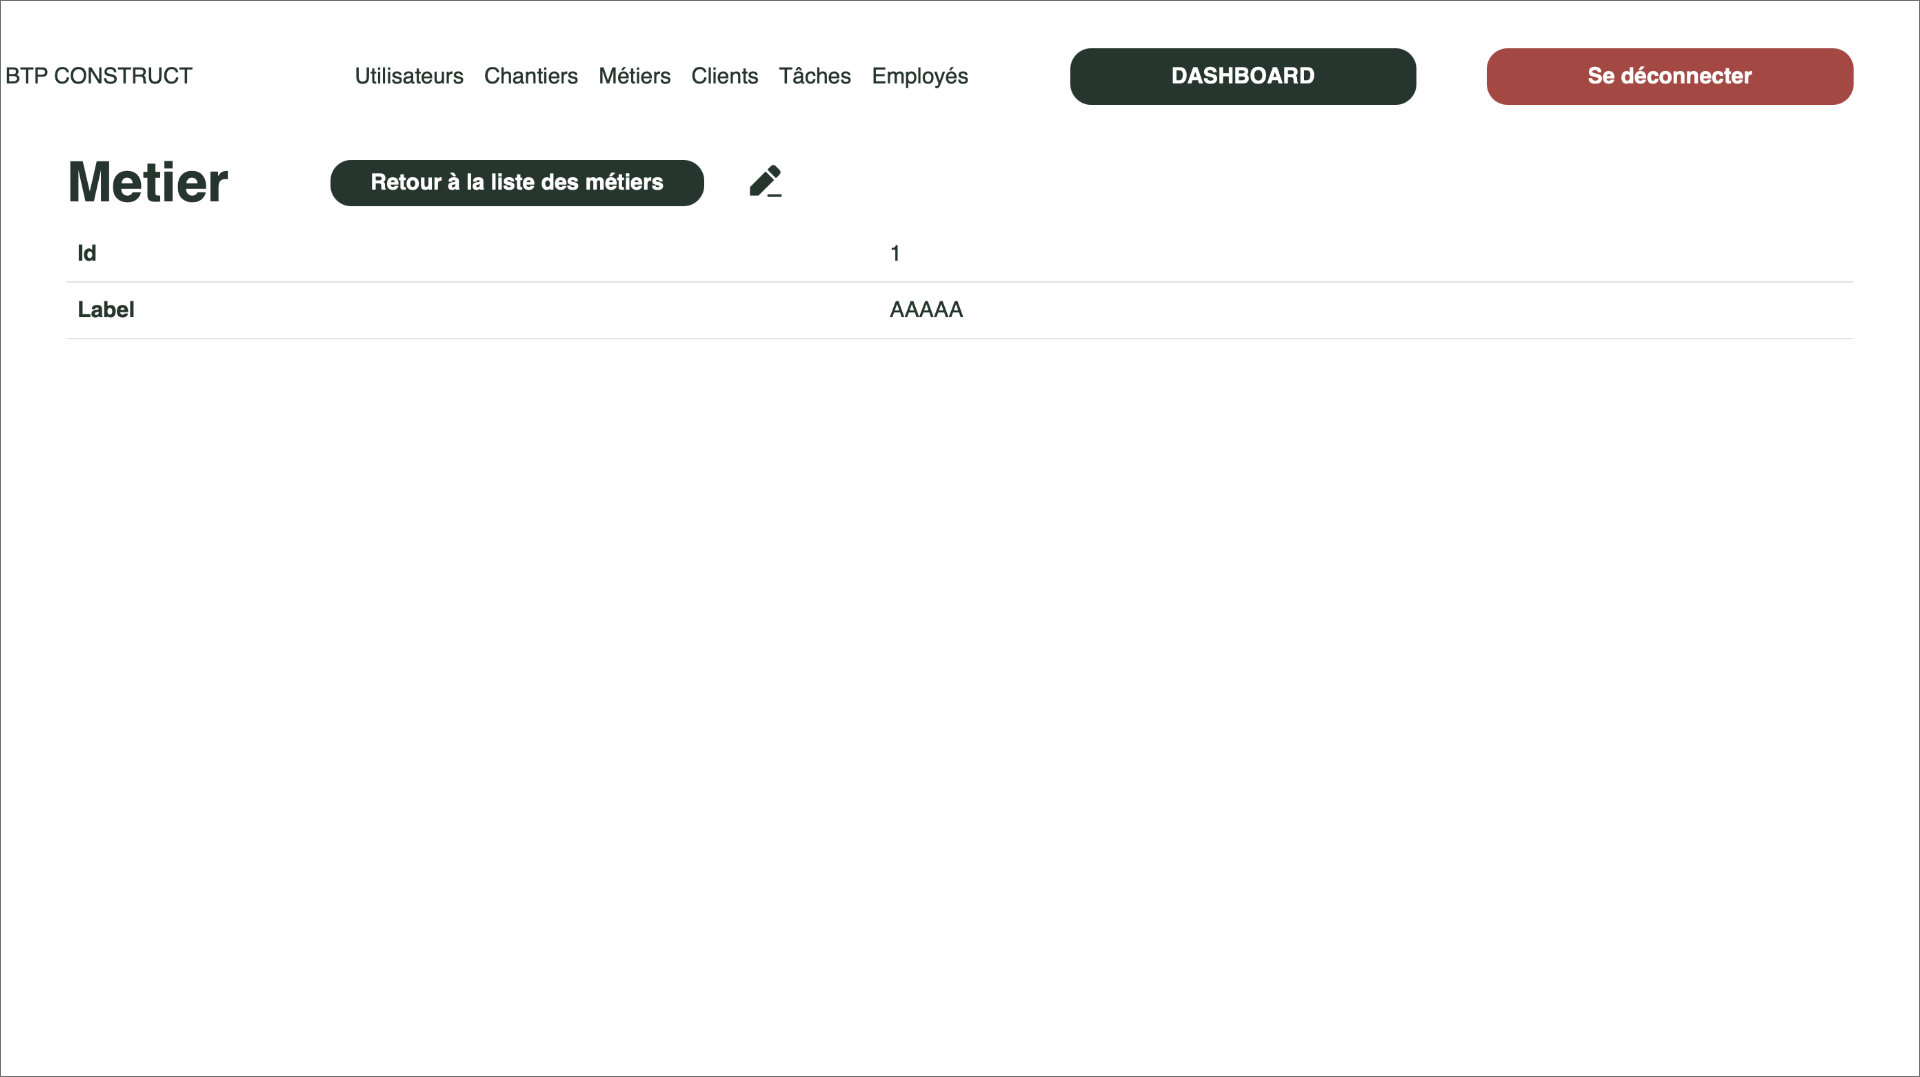 BTP CONSTRUCT Utilisateurs Chantiers Métiers Clients Tâches Employés DASHBOARD Se déconnecter
Metier Retour à la liste des métiers
Id 1
Label AAAAA